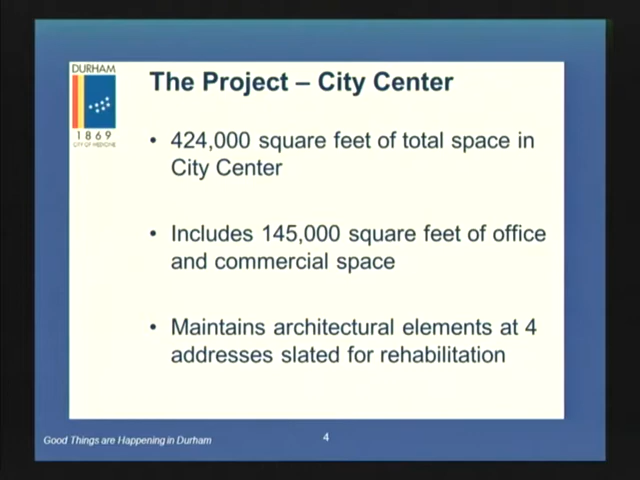 DURHAM
1869
CITY OF MEDICINE
The Project – City Center
• 424,000 square feet of total space in
City Center
• Includes 145,000 square feet of office
and commercial space
• Maintains architectural elements at 4
addresses slated for rehabilitation
Good Things are Happening in Durham
4